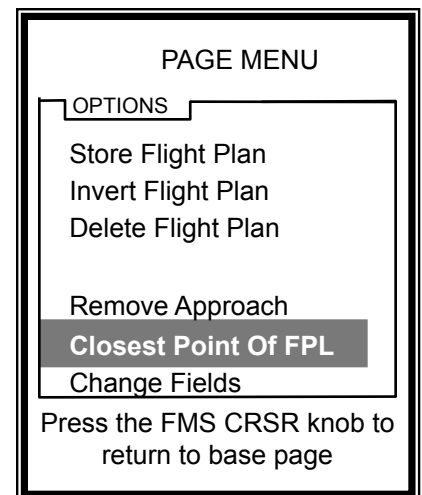 PAGE MENU
OPTIONS
Store Flight Plan
Invert Flight Plan
Delete Flight Plan
Remove Approach
Closest Point Of FPL
Change Fields
Press the FMS CRSR knob to
return to base page